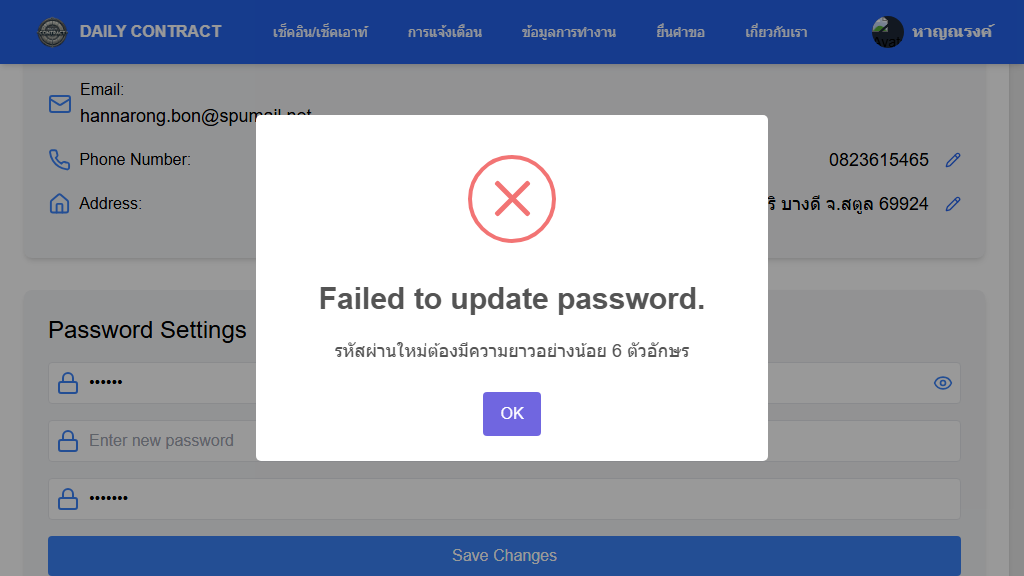 DAILY CONTRACT
เช็คอิน/เช็คเอาท์
การแจ้งเตือน
ข้อมูลการทำงาน
ยื่นคำขอ
เกี่ยวกับเรา
หาญณรงค์
Email:
hannarong.bon@spumail.net
Phone Number:
0823615465
Address:
ริ บางดี จ.สตูล 69924
Failed to update password.
รหัสผ่านใหม่ต้องมีความยาวอย่างน้อย 6 ตัวอักษร
OK
Password Settings
••••••
Enter new password
•••••••
Save Changes